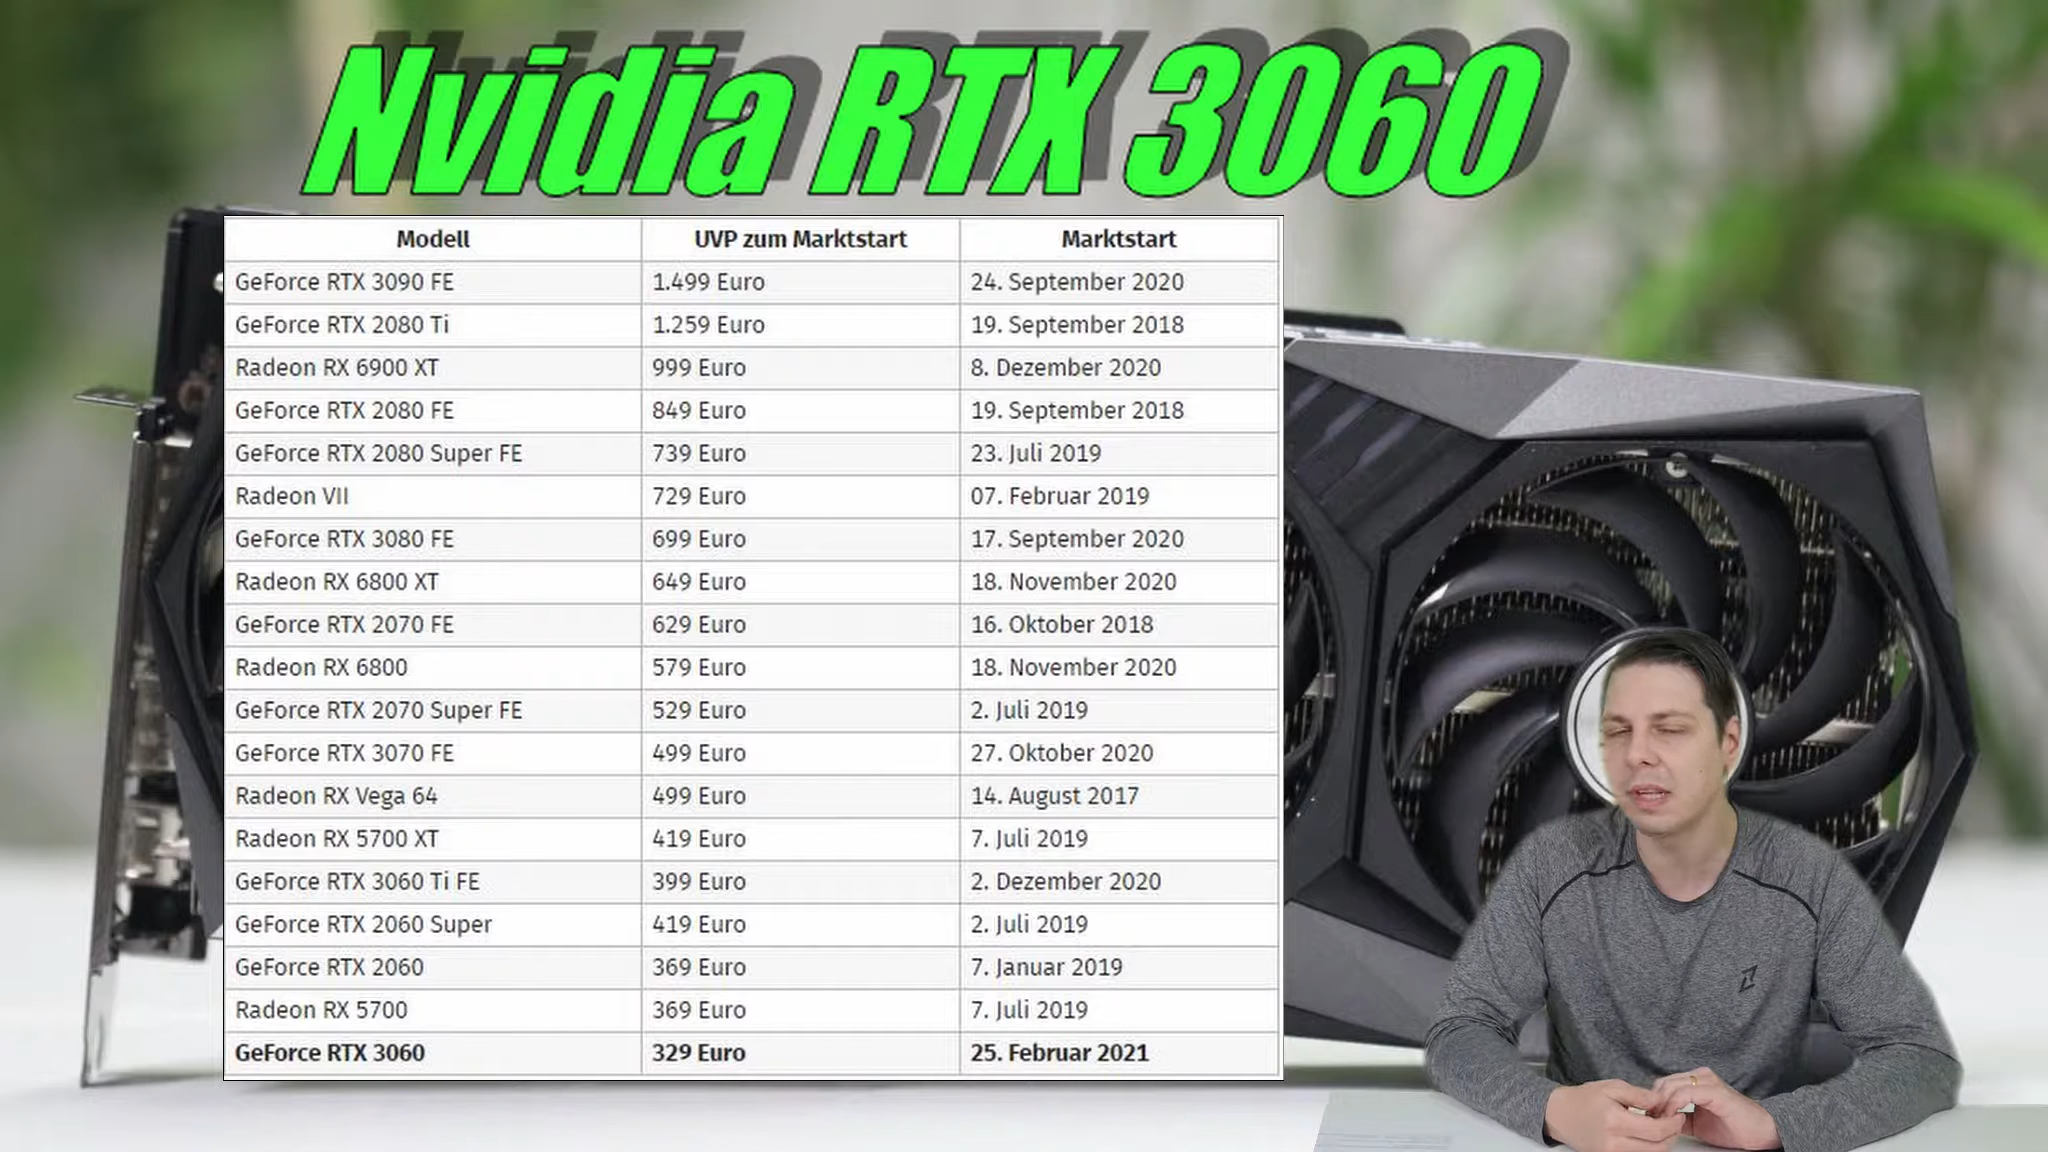 Nvidia RTX 3060
Modell UVP zum Marktstart Marktstart
GeForce RTX 3090 FE 1.499 Euro 24. September 2020
GeForce RTX 2080 Ti 1.259 Euro 19. September 2018
Radeon RX 6900 XT 999 Euro 8. Dezember 2020
GeForce RTX 2080 FE 849 Euro 19. September 2018
GeForce RTX 2080 Super FE 739 Euro 23. Juli 2019
Radeon VII 729 Euro 07. Februar 2019
GeForce RTX 3080 FE 699 Euro 17. September 2020
Radeon RX 6800 XT 649 Euro 18. November 2020
GeForce RTX 2070 FE 629 Euro 16. Oktober 2018
Radeon RX 6800 579 Euro 18. November 2020
GeForce RTX 2070 Super FE 529 Euro 2. Juli 2019
GeForce RTX 3070 FE 499 Euro 27. Oktober 2020
Radeon RX Vega 64 499 Euro 14. August 2017
Radeon RX 5700 XT 419 Euro 7. Juli 2019
GeForce RTX 3060 Ti FE 399 Euro 2. Dezember 2020
GeForce RTX 2060 Super 419 Euro 2. Juli 2019
GeForce RTX 2060 369 Euro 7. Januar 2019
Radeon RX 5700 369 Euro 7. Juli 2019
GeForce RTX 3060 329 Euro 25. Februar 2021